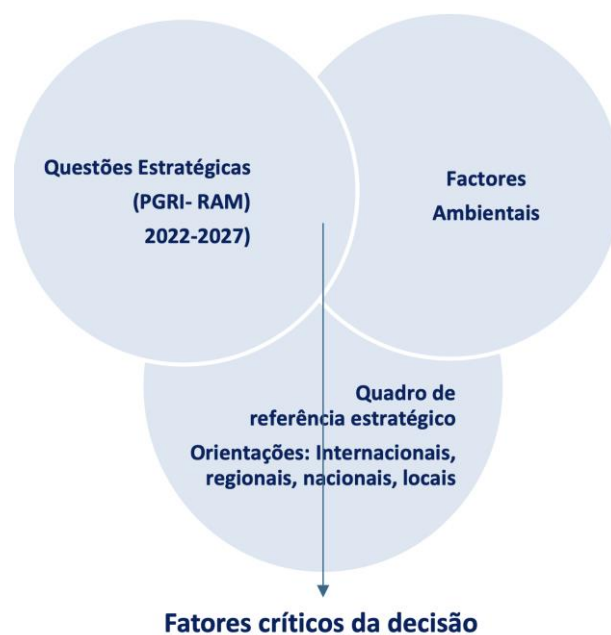 Questões Estratégicas
(PGRI- RAM)
2022-2027)
Factores
Ambientais
Quadro de
referência estratégico
Orientações: Internacionais,
regionais, nacionais, locais
Fatores críticos da decisão